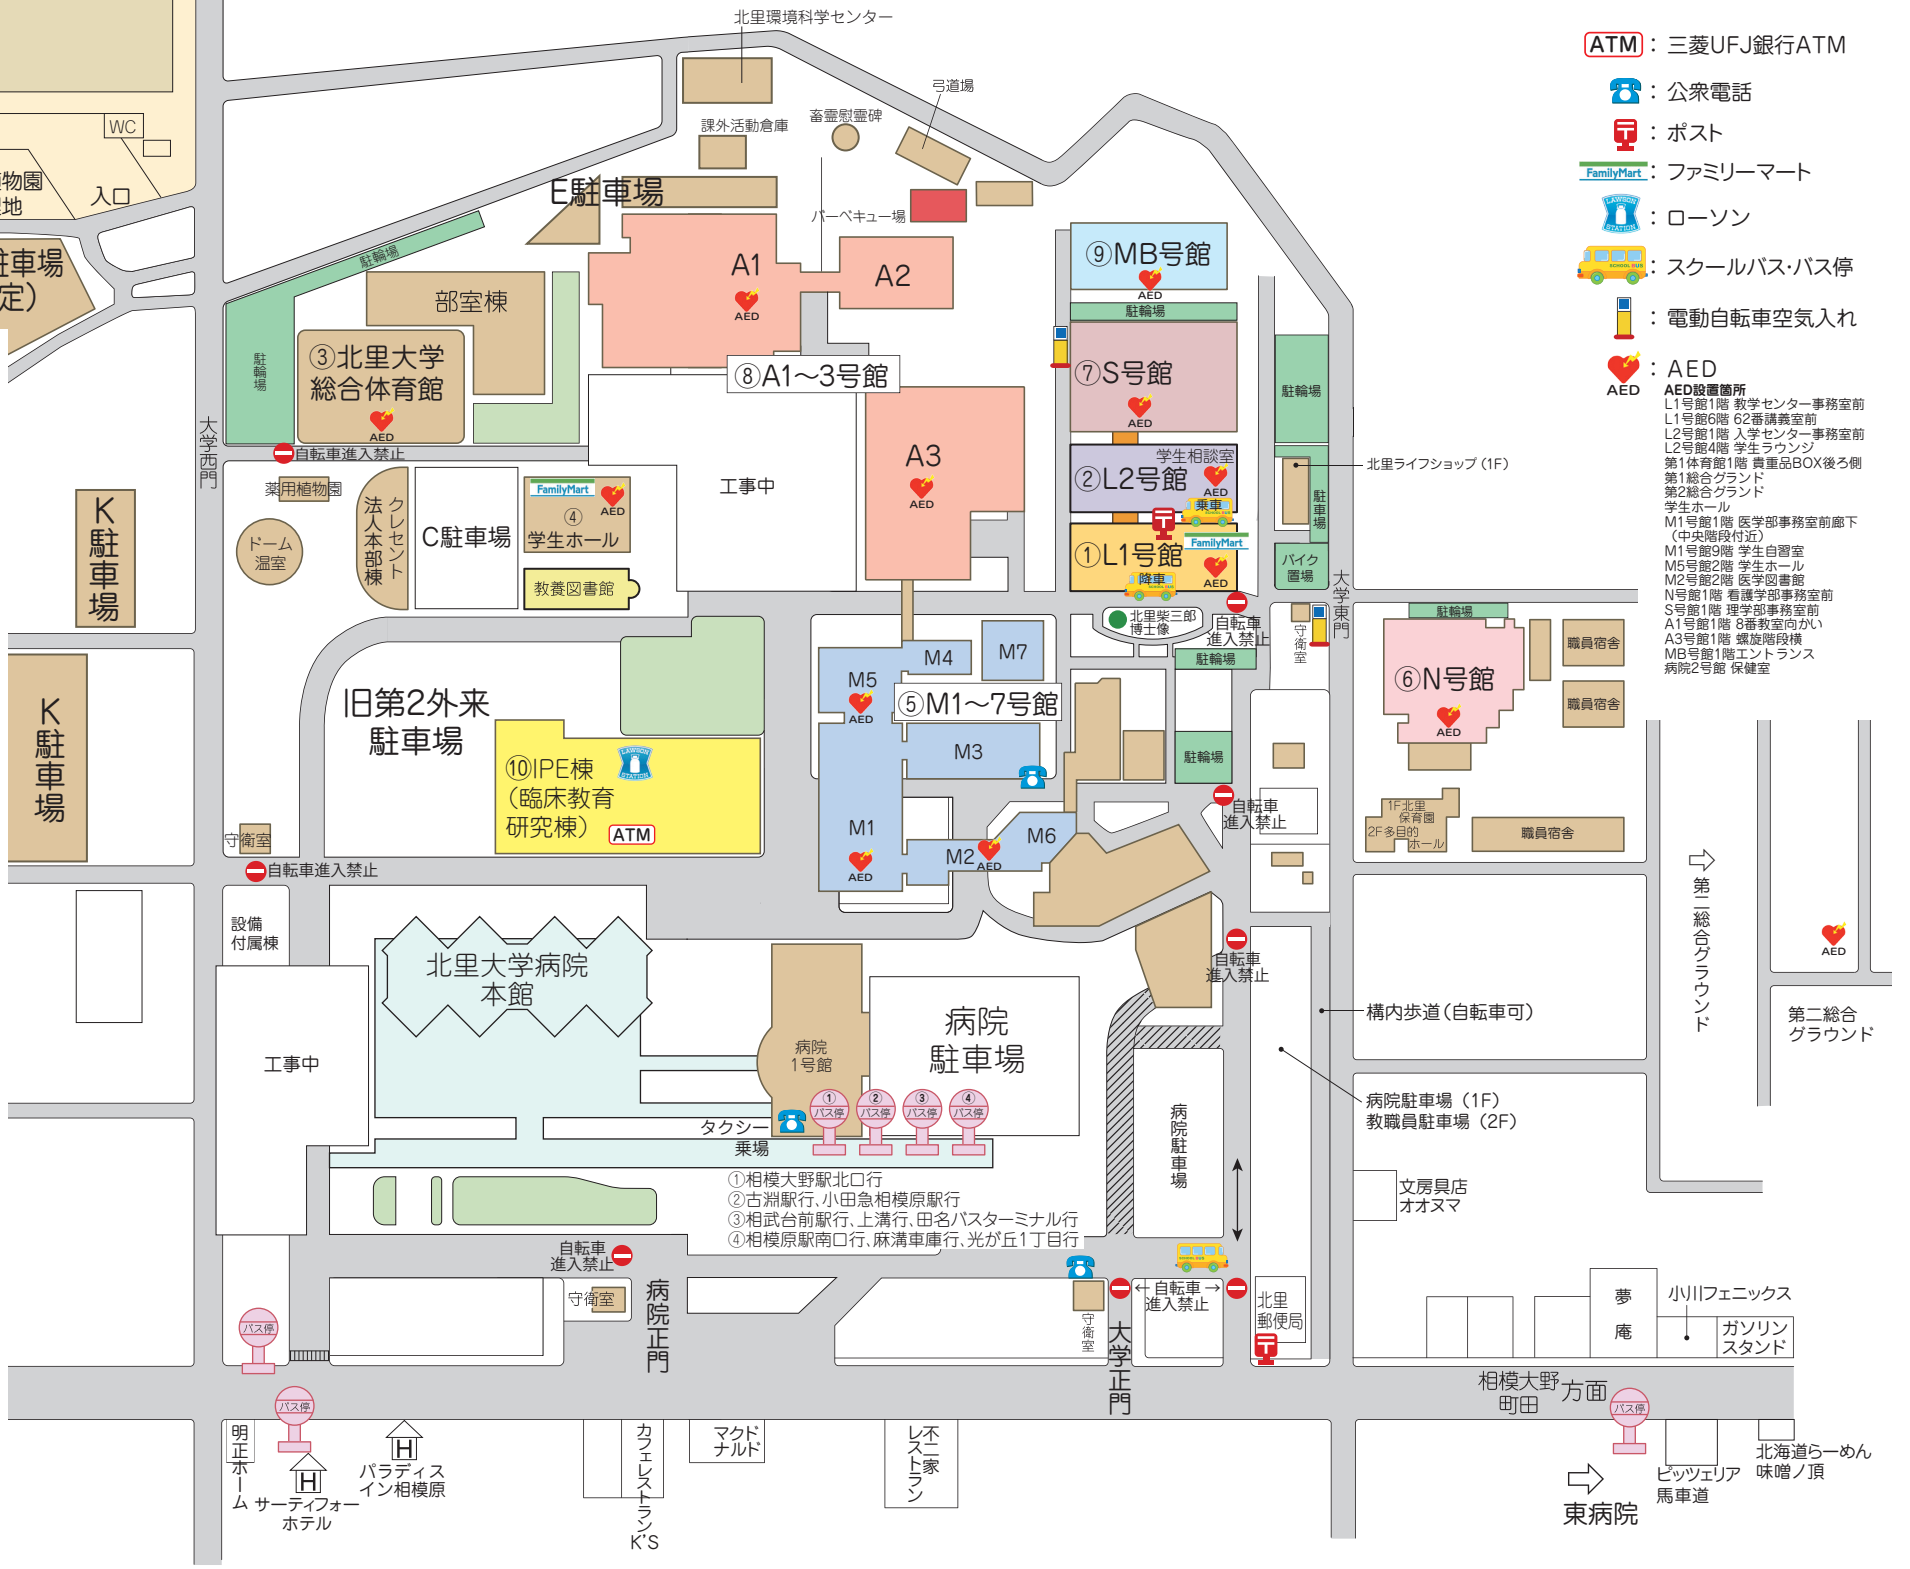 北里環境科学センター
弓道場
課外活動倉庫
畜霊慰霊碑
バーベキュー場
WC
物園
地
入口
駐車場
定）
E駐車場
駐輪場
駐輪場
部室棟
③北里大学
総合体育館
AED
A1
AED
A2
⑧A1～3号館
A3
AED
工事中
⑨MB号館
AED
駐輪場
⑦S号館
AED
学生相談室
②L2号館
AED
乗車
SCHOOL BUS
①L1号館
FamilyMart
AED
降車
SCHOOL BUS
駐輪場
駐車場
バイク
置場
北里ライフショップ（1F）
ATM：三菱UFJ銀行ATM
：公衆電話
：ポスト
FamilyMart：ファミリーマート
LAWSON STATION：ローソン
SCHOOL BUS：スクールバス・バス停
：電動自転車空気入れ
AED：AED
AED設置箇所
L1号館1階 教学センター事務室前
L1号館6階 62番講義室前
L2号館1階 入学センター事務室前
L2号館4階 学生ラウンジ
第1体育館1階 貴重品BOX後ろ側
第1総合グランド
第2総合グランド
学生ホール
M1号館1階 医学部事務室前廊下
（中央階段付近）
M1号館9階 学生自習室
M5号館2階 学生ホール
M2号館2階 医学図書館
N号館1階 看護学部事務室前
S号館1階 理学部事務室前
A1号館1階 8番教室向かい
A3号館1階 螺旋階段横
MB号館1階エントランス
病院2号館 保健室
大学西門
自転車進入禁止
薬用植物園
ドーム
温室
クレセント
法人本部棟
C駐車場
FamilyMart
AED
④
学生ホール
教養図書館
K駐車場
K駐車場
旧第2外来
駐車場
⑩IPE棟
（臨床教育
研究棟）
LAWSON STATION
ATM
守衛室
自転車進入禁止
M4
M7
M5
AED
⑤M1～7号館
M3
M1
AED
M2
AED
M6
北里柴三郎
博士像
自転車
進入禁止
守衛室
大学東門
駐輪場
駐輪場
自転車
進入禁止
駐輪場
⑥N号館
AED
職員宿舎
職員宿舎
1F北里
保育園
2F多目的
ホール
職員宿舎
第二総合グラウンド
AED
第二総合
グラウンド
設備
付属棟
工事中
北里大学病院
本館
病院
1号館
病院
駐車場
自転車
進入禁止
構内歩道（自転車可）
病院駐車場（1F）
教職員駐車場（2F）
病院駐車場
タクシー
乗場
①
バス停
②
バス停
③
バス停
④
バス停
①相模大野駅北口行
②古淵駅行、小田急相模原駅行
③相武台前駅行、上溝行、田名バスターミナル行
④相模原駅南口行、麻溝車庫行、光が丘1丁目行
文房具店
オオヌマ
自転車
進入禁止
守衛室
病院正門
守衛室
SCHOOL BUS
← 自転車 →
進入禁止
大学正門
北里
郵便局
夢
庵
小川フェニックス
ガソリン
スタンド
相模大野
町田
方面
バス停
バス停
バス停
明正ホーム
H
サーティフォー
ホテル
H
パラディス
イン相模原
カフェレストラン
K'S
マクド
ナルド
不二家
レストラン
東病院
ピッツェリア
馬車道
北海道らーめん
味噌ノ頂